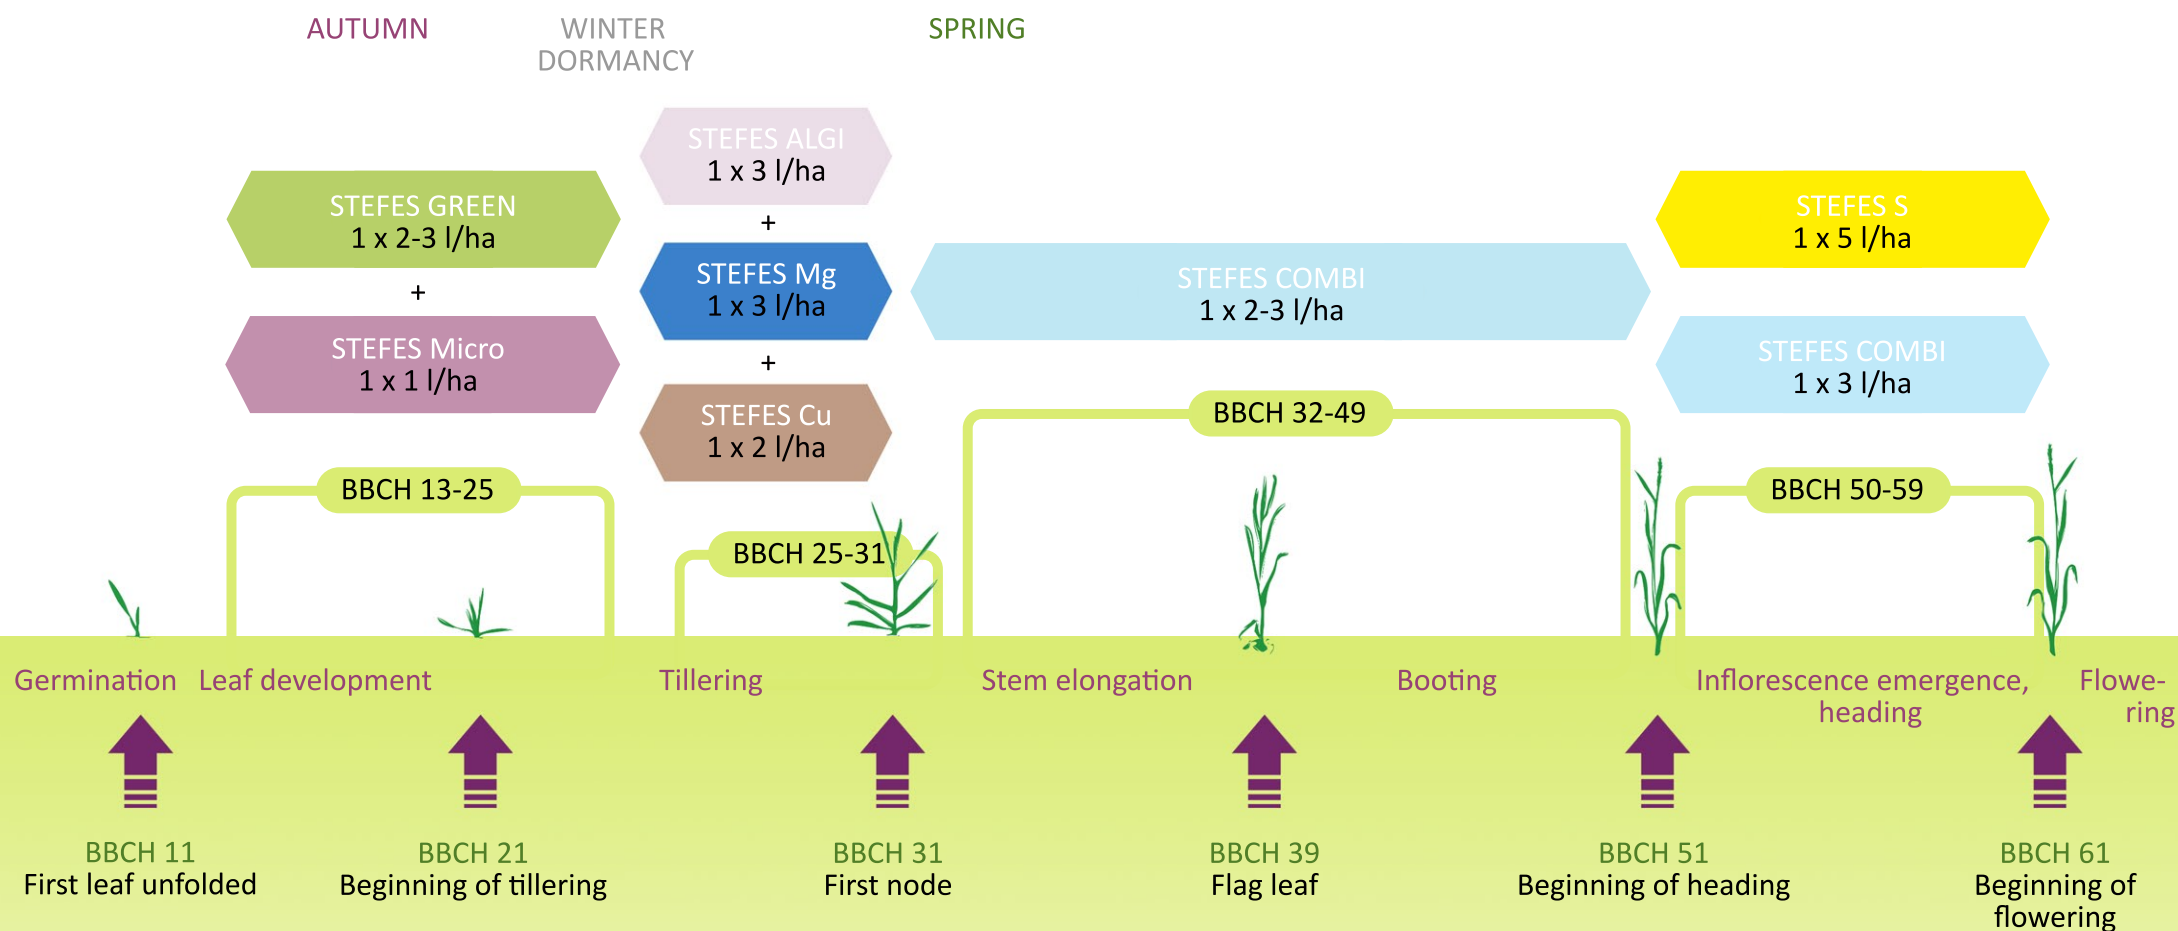 AUTUMN
WINTER
DORMANCY
SPRING
STEFES GREEN
1 x 2-3 l/ha
+
STEFES Micro
1 x 1 l/ha
STEFES ALGI
1 x 3 l/ha
+
STEFES Mg
1 x 3 l/ha
+
STEFES Cu
1 x 2 l/ha
STEFES COMBI
1 x 2-3 l/ha
STEFES S
1 x 5 l/ha
STEFES COMBI
1 x 3 l/ha
BBCH 13-25
BBCH 25-31
BBCH 32-49
BBCH 50-59
Germination
Leaf development
Tillering
Stem elongation
Booting
Inflorescence emergence,
heading
Flowe-
ring
BBCH 11
First leaf unfolded
BBCH 21
Beginning of tillering
BBCH 31
First node
BBCH 39
Flag leaf
BBCH 51
Beginning of heading
BBCH 61
Beginning of
flowering